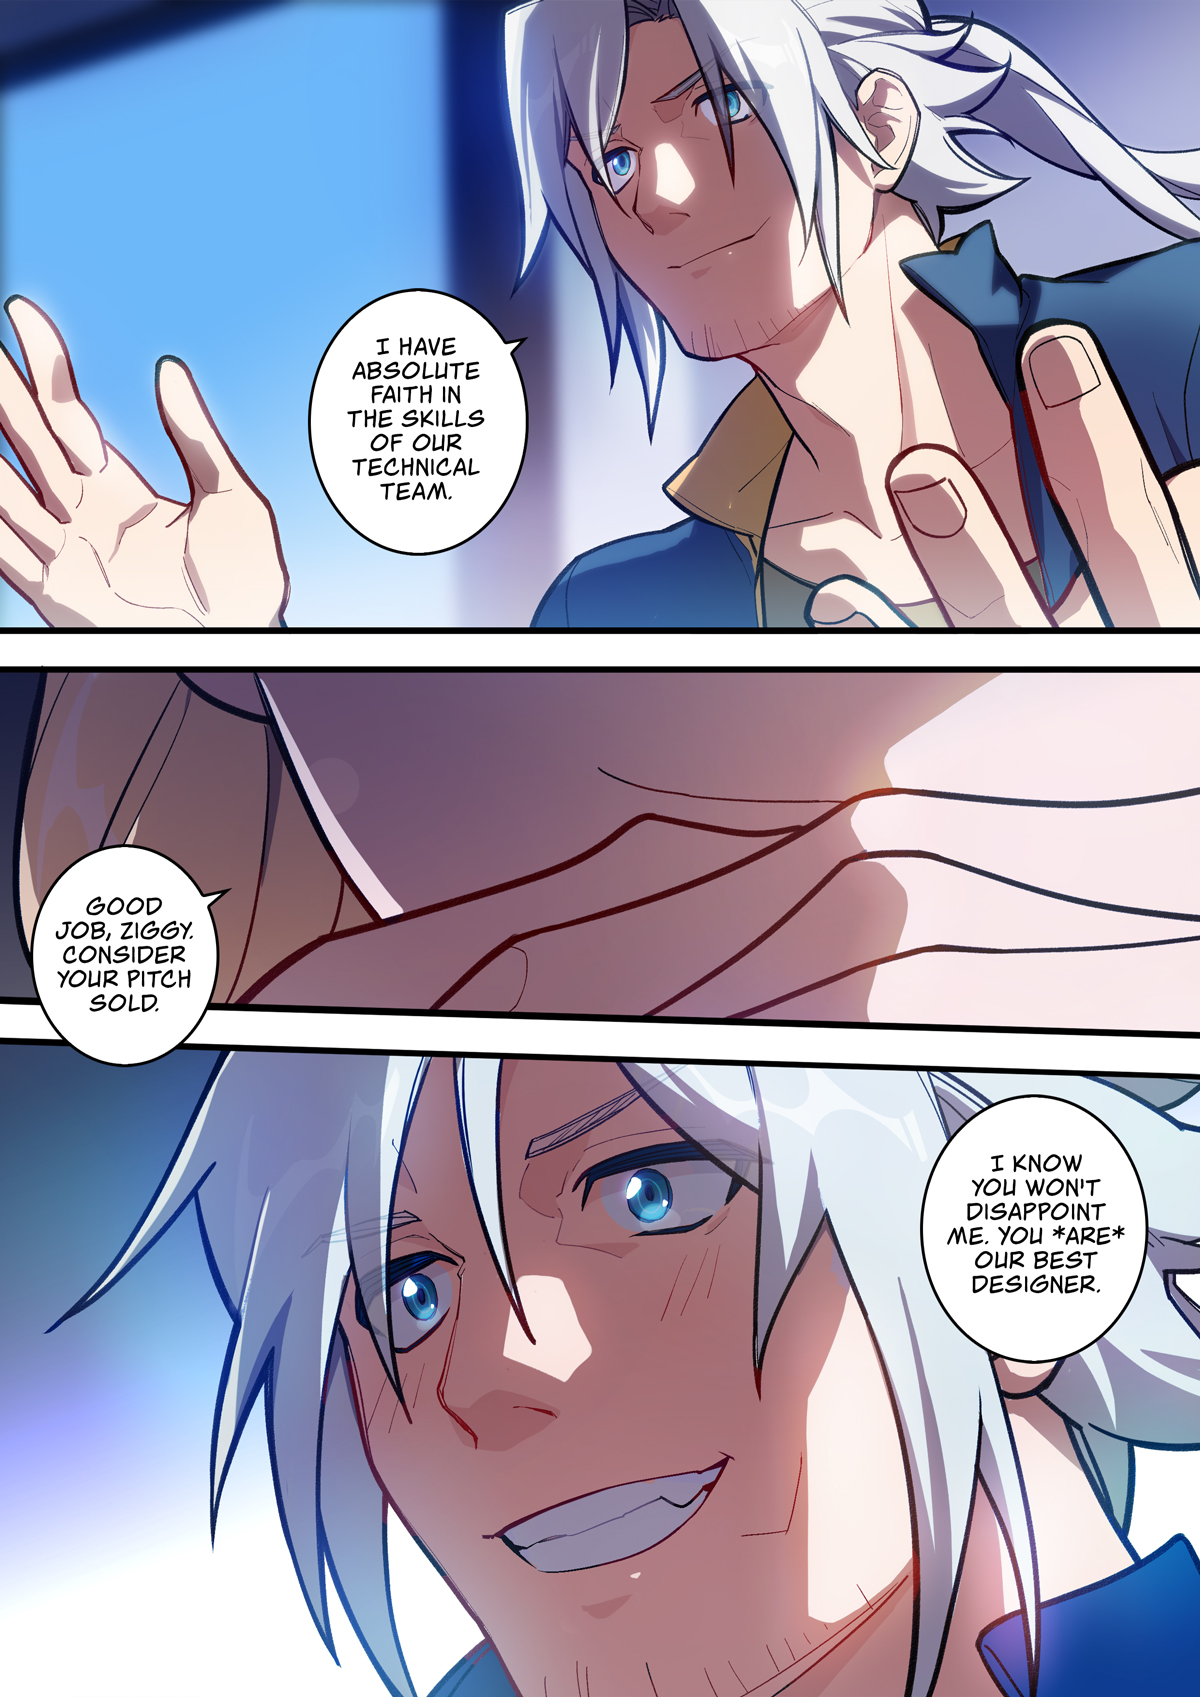 I HAVE
ABSOLUTE
FAITH IN
THE SKILLS
OF OUR
TECHNICAL
TEAM.
GOOD
JOB, ZIGGY.
CONSIDER
YOUR PITCH
SOLD.
I KNOW
YOU WON'T
DISAPPOINT
ME. YOU *ARE*
OUR BEST
DESIGNER.